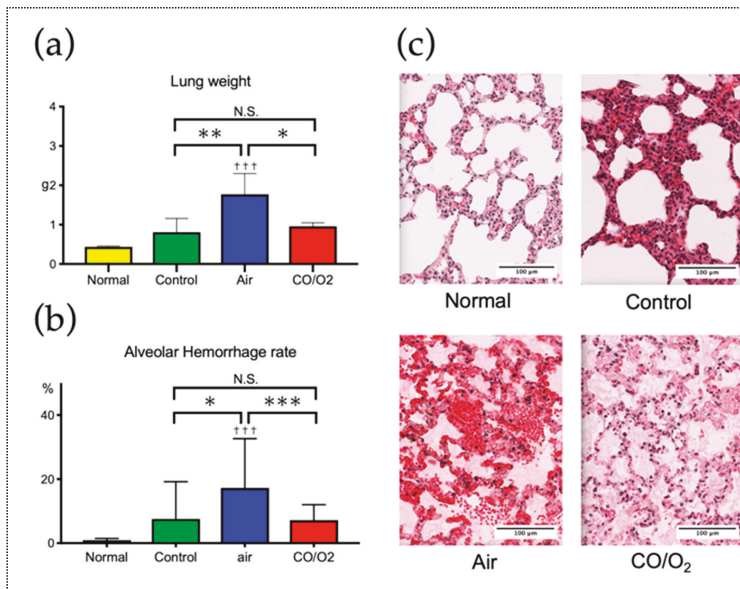 (a)
Lung weight
N.S.
** *
†††
4
3
g2
1
0
Normal Control Air CO/O2
(b)
Alveolar Hemorrhage rate
N.S.
* ***
†††
%
40
20
0
Normal Control air CO/O2
(c)
100 µm
100 µm
Normal Control
100 µm
100 µm
Air CO/O₂